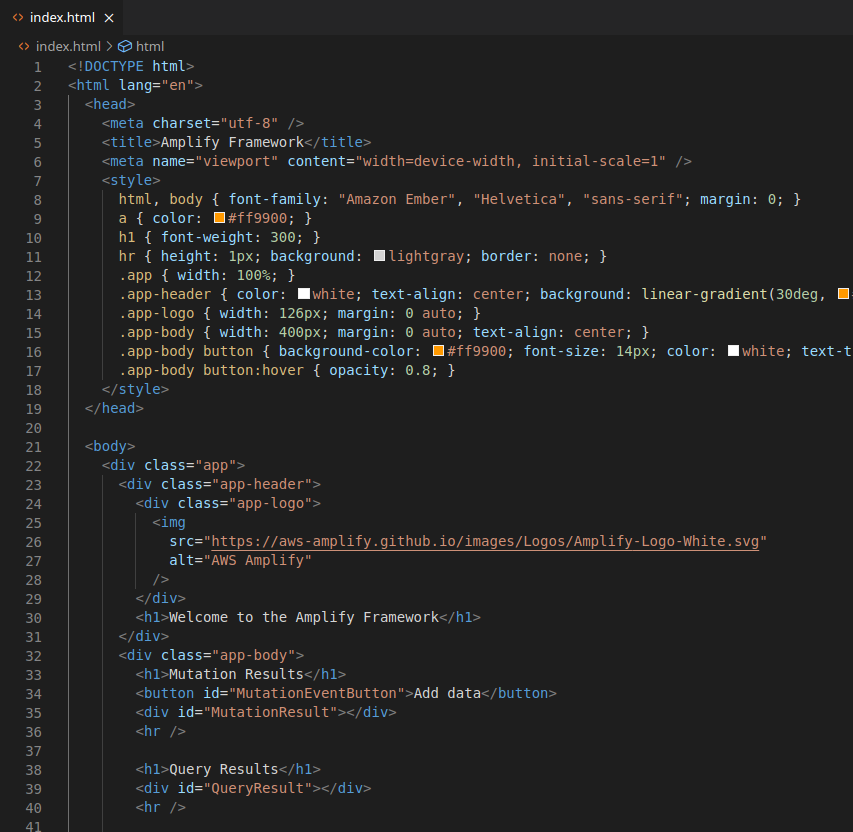 <> index.html ×
<> index.html > html
1 <!DOCTYPE html>
2 <html lang="en">
3 <head>
4 <meta charset="utf-8" />
5 <title>Amplify Framework</title>
6 <meta name="viewport" content="width=device-width, initial-scale=1" />
7 <style>
8 html, body { font-family: "Amazon Ember", "Helvetica", "sans-serif"; margin: 0; }
9 a { color: #ff9900; }
10 h1 { font-weight: 300; }
11 hr { height: 1px; background: lightgray; border: none; }
12 .app { width: 100%; }
13 .app-header { color: white; text-align: center; background: linear-gradient(30deg,
14 .app-logo { width: 126px; margin: 0 auto; }
15 .app-body { width: 400px; margin: 0 auto; text-align: center; }
16 .app-body button { background-color: #ff9900; font-size: 14px; color: white; text-t
17 .app-body button:hover { opacity: 0.8; }
18 </style>
19 </head>
20
21 <body>
22 <div class="app">
23 <div class="app-header">
24 <div class="app-logo">
25 <img
26 src="https://aws-amplify.github.io/images/Logos/Amplify-Logo-White.svg"
27 alt="AWS Amplify"
28 />
29 </div>
30 <h1>Welcome to the Amplify Framework</h1>
31 </div>
32 <div class="app-body">
33 <h1>Mutation Results</h1>
34 <button id="MutationEventButton">Add data</button>
35 <div id="MutationResult"></div>
36 <hr />
37
38 <h1>Query Results</h1>
39 <div id="QueryResult"></div>
40 <hr />
41